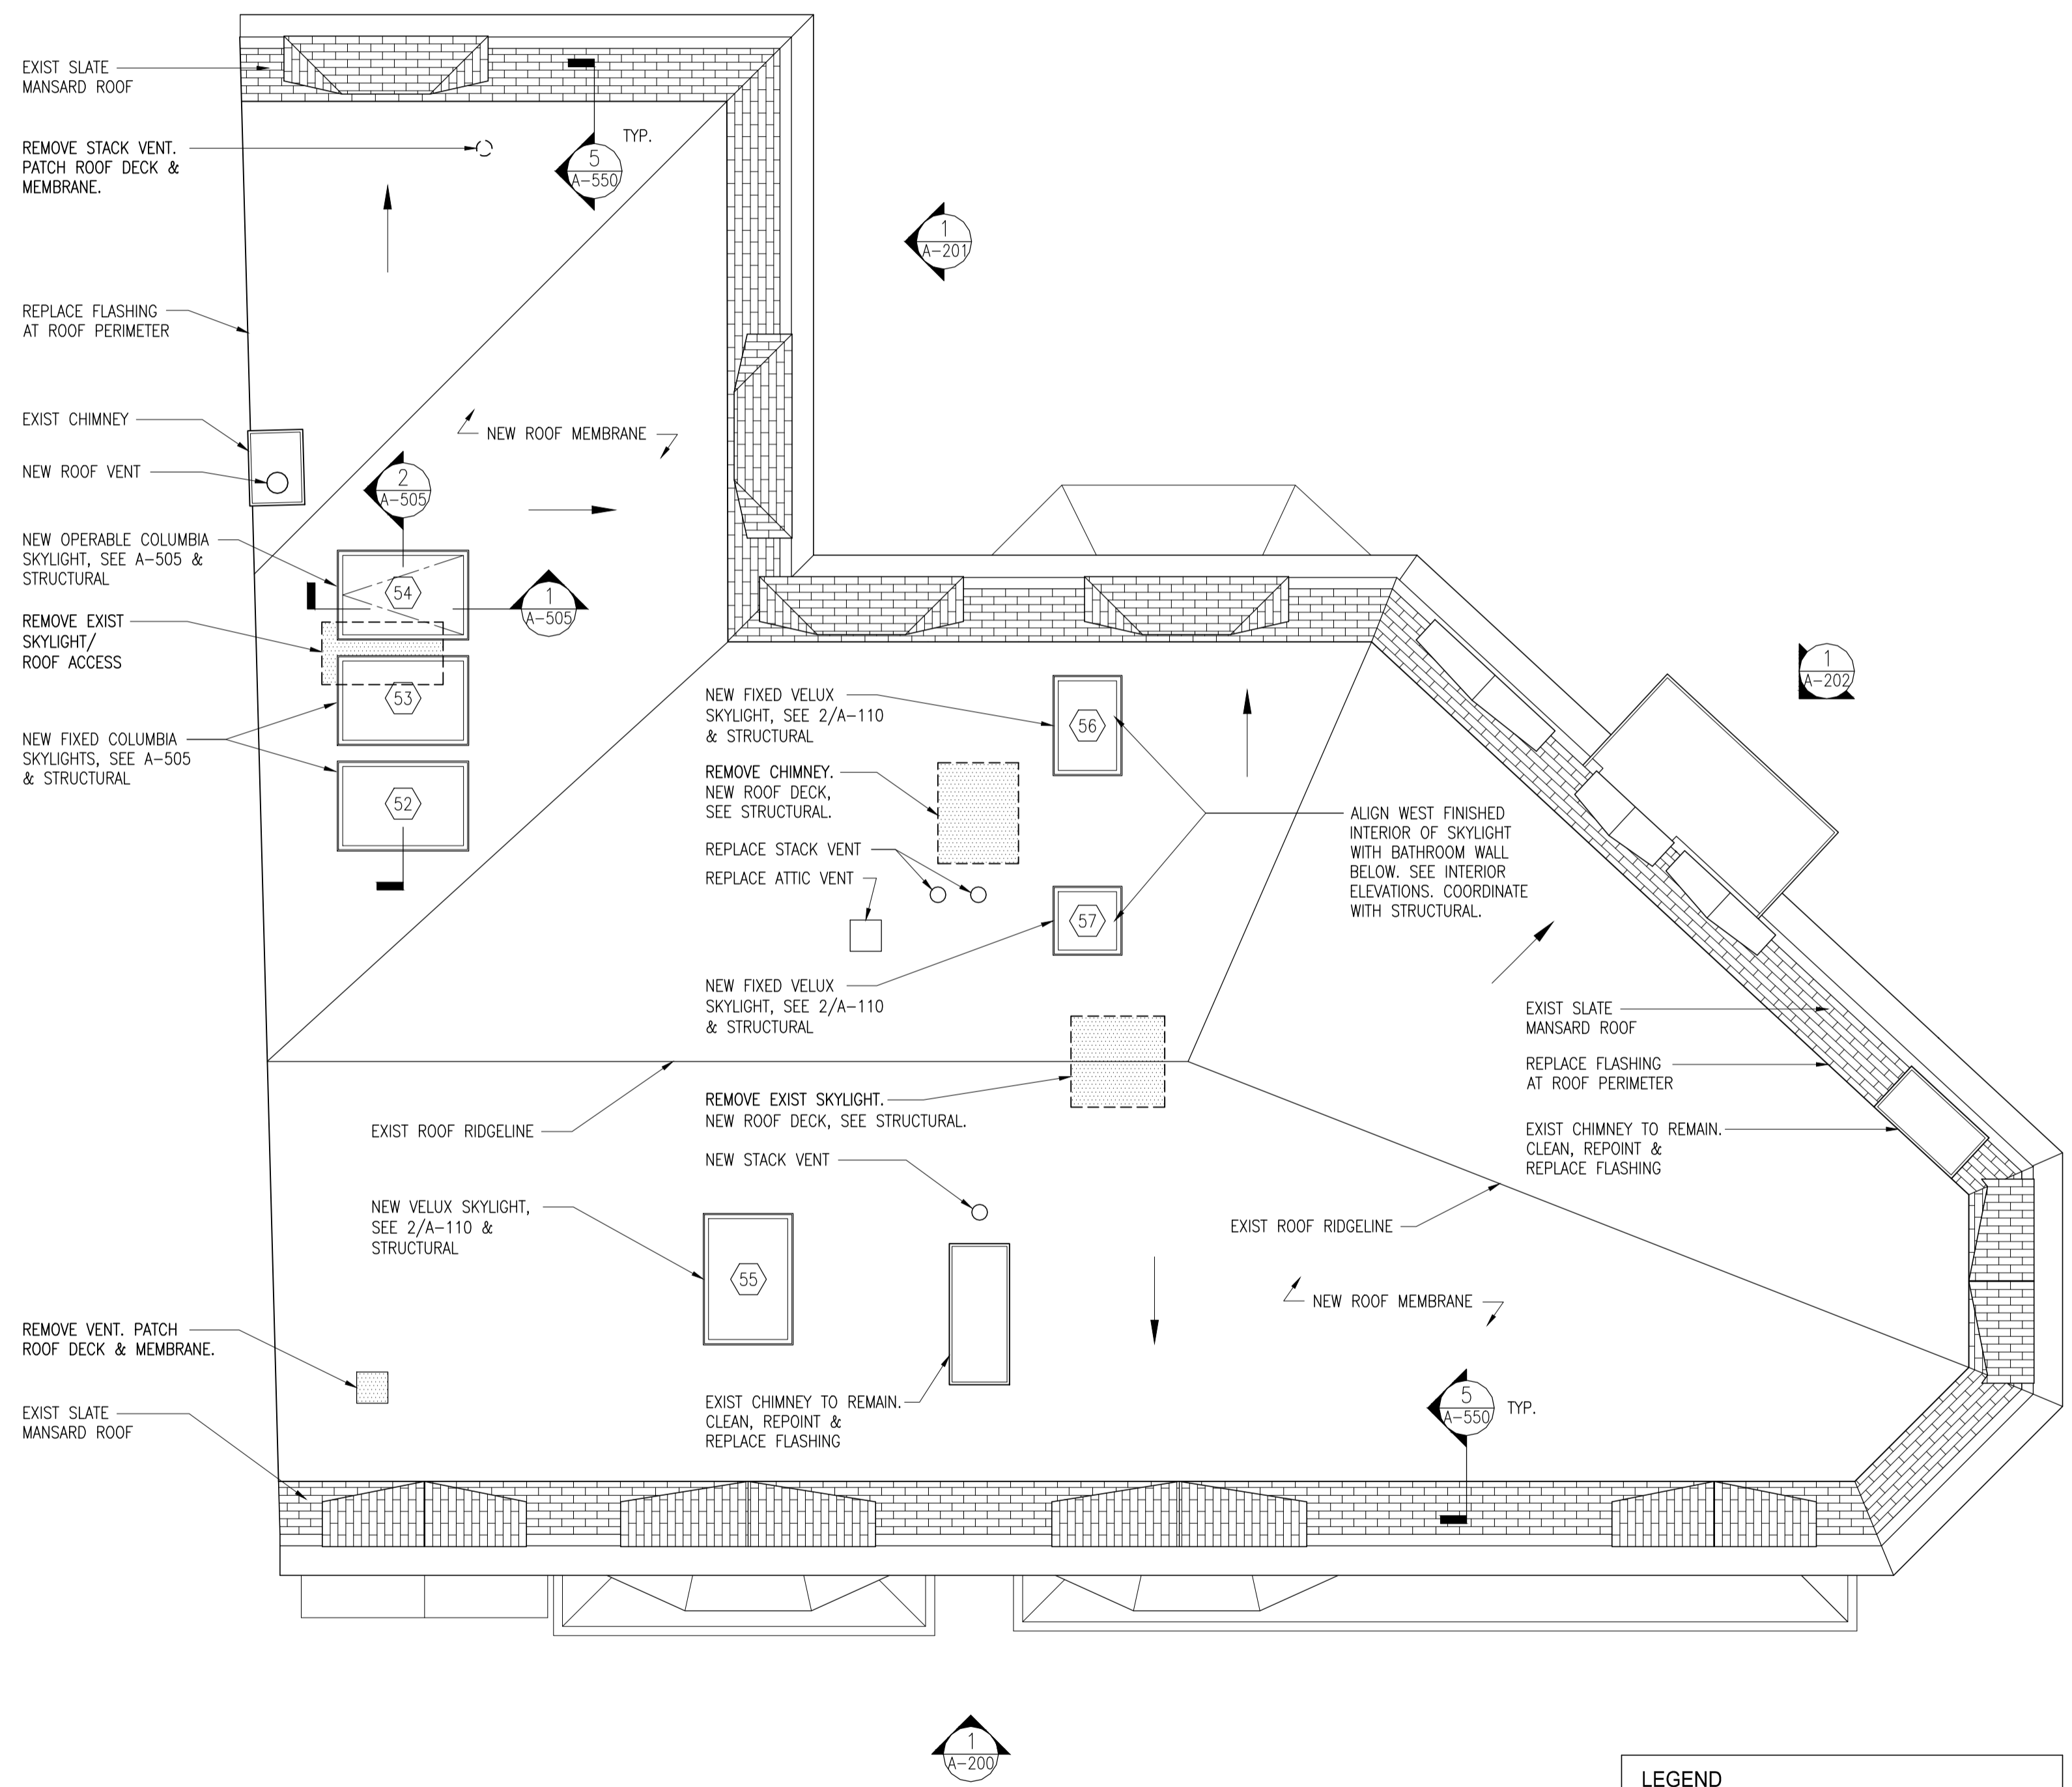 EXIST SLATE
MANSARD ROOF
REMOVE STACK VENT.
PATCH ROOF DECK &
MEMBRANE.
5
A-550
TYP.
1
A-201
REPLACE FLASHING
AT ROOF PERIMETER
EXIST CHIMNEY
NEW ROOF VENT
NEW ROOF MEMBRANE
2
A-505
NEW OPERABLE COLUMBIA
SKYLIGHT, SEE A-505 &
STRUCTURAL
54
1
A-505
REMOVE EXIST
SKYLIGHT/
ROOF ACCESS
53
NEW FIXED COLUMBIA
SKYLIGHTS, SEE A-505
& STRUCTURAL
52
1
A-202
NEW FIXED VELUX
SKYLIGHT, SEE 2/A-110
& STRUCTURAL
56
REMOVE CHIMNEY.
NEW ROOF DECK,
SEE STRUCTURAL.
REPLACE STACK VENT
REPLACE ATTIC VENT
57
ALIGN WEST FINISHED
INTERIOR OF SKYLIGHT
WITH BATHROOM WALL
BELOW. SEE INTERIOR
ELEVATIONS. COORDINATE
WITH STRUCTURAL.
NEW FIXED VELUX
SKYLIGHT, SEE 2/A-110
& STRUCTURAL
EXIST SLATE
MANSARD ROOF
REPLACE FLASHING
AT ROOF PERIMETER
EXIST CHIMNEY TO REMAIN.
CLEAN, REPOINT &
REPLACE FLASHING
REMOVE EXIST SKYLIGHT.
NEW ROOF DECK, SEE STRUCTURAL.
EXIST ROOF RIDGELINE
NEW STACK VENT
NEW VELUX SKYLIGHT,
SEE 2/A-110 &
STRUCTURAL
55
EXIST ROOF RIDGELINE
NEW ROOF MEMBRANE
REMOVE VENT. PATCH
ROOF DECK & MEMBRANE.
EXIST CHIMNEY TO REMAIN.
CLEAN, REPOINT &
REPLACE FLASHING
5
A-550
TYP.
EXIST SLATE
MANSARD ROOF
1
A-200
LEGEND